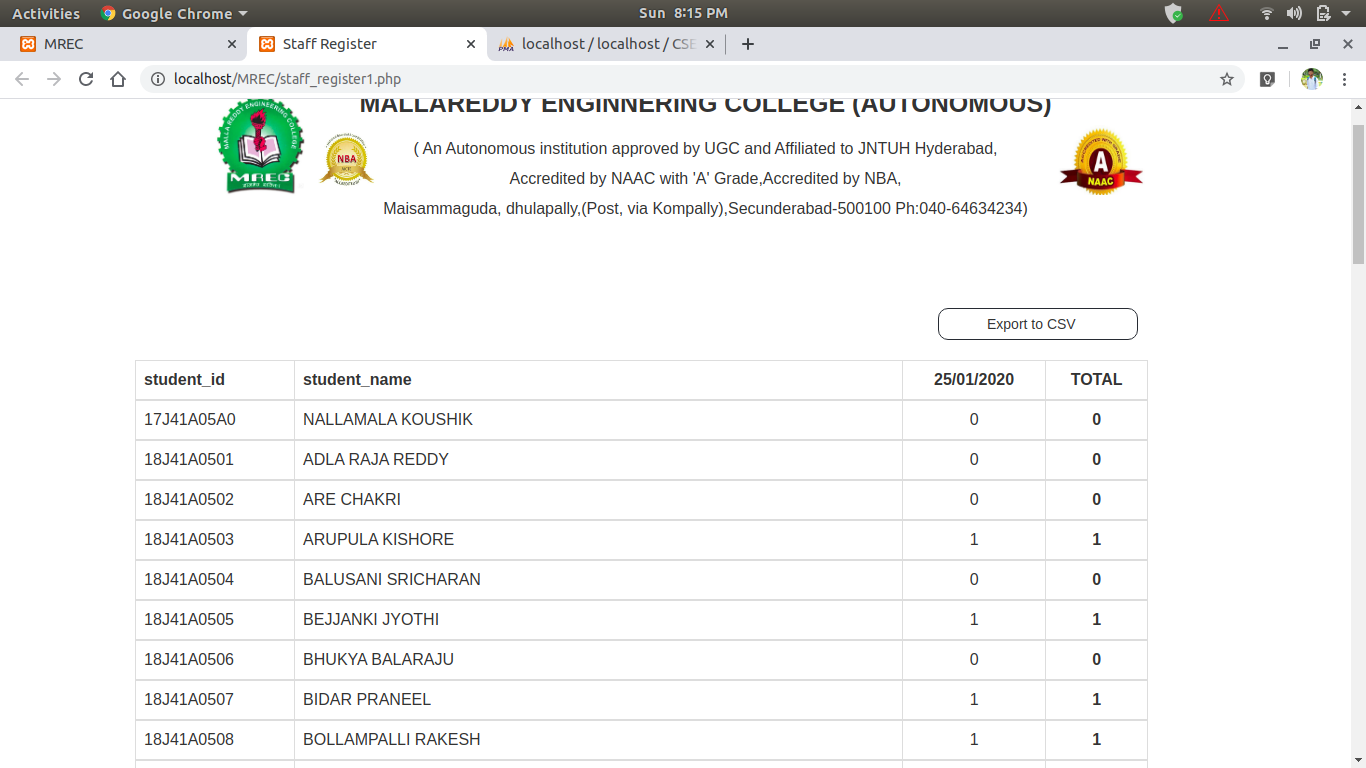 Activities Google Chrome Sun 8:15 PM
MREC Staff Register localhost / localhost / CSE
localhost/MREC/staff_register1.php
MALLAREDDY ENGINNERING COLLEGE (AUTONOMOUS)
MALLA REDDY ENGINEERING COLLEGE
MREC
NBA
A
NAAC
( An Autonomous institution approved by UGC and Affiliated to JNTUH Hyderabad,
Accredited by NAAC with 'A' Grade,Accredited by NBA,
Maisammaguda, dhulapally,(Post, via Kompally),Secunderabad-500100 Ph:040-64634234)
Export to CSV
student_id student_name 25/01/2020 TOTAL
17J41A05A0 NALLAMALA KOUSHIK 0 0
18J41A0501 ADLA RAJA REDDY 0 0
18J41A0502 ARE CHAKRI 0 0
18J41A0503 ARUPULA KISHORE 1 1
18J41A0504 BALUSANI SRICHARAN 0 0
18J41A0505 BEJJANKI JYOTHI 1 1
18J41A0506 BHUKYA BALARAJU 0 0
18J41A0507 BIDAR PRANEEL 1 1
18J41A0508 BOLLAMPALLI RAKESH 1 1